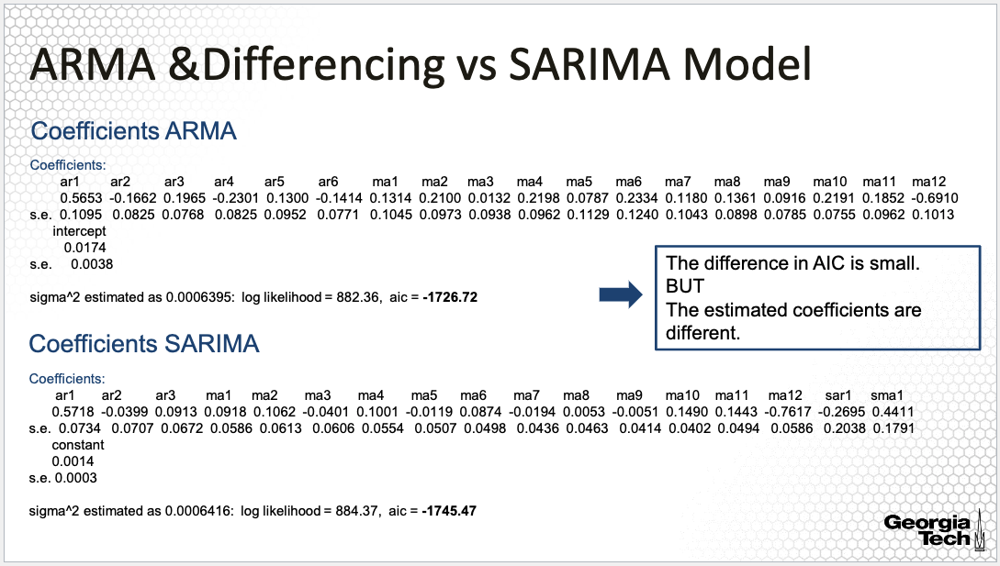 ARMA &Differencing vs SARIMA Model
Coefficients ARMA
Coefficients:
ar1 ar2 ar3 ar4 ar5 ar6 ma1 ma2 ma3 ma4 ma5 ma6 ma7 ma8 ma9 ma10 ma11 ma12
0.5653 -0.1662 0.1965 -0.2301 0.1300 -0.1414 0.1314 0.2100 0.0132 0.2198 0.0787 0.2334 0.1180 0.1361 0.0916 0.2191 0.1852 -0.6910
s.e. 0.1095 0.0825 0.0768 0.0825 0.0952 0.0771 0.1045 0.0973 0.0938 0.0962 0.1129 0.1240 0.1043 0.0898 0.0785 0.0755 0.0962 0.1013
intercept
0.0174
s.e. 0.0038
sigma^2 estimated as 0.0006395: log likelihood = 882.36, aic = -1726.72
The difference in AIC is small.
BUT
The estimated coefficients are
different.
Coefficients SARIMA
Coefficients:
ar1 ar2 ar3 ma1 ma2 ma3 ma4 ma5 ma6 ma7 ma8 ma9 ma10 ma11 ma12 sar1 sma1
0.5718 -0.0399 0.0913 0.0918 0.1062 -0.0401 0.1001 -0.0119 0.0874 -0.0194 0.0053 -0.0051 0.1490 0.1443 -0.7617 -0.2695 0.4411
s.e. 0.0734 0.0707 0.0672 0.0586 0.0613 0.0606 0.0554 0.0507 0.0498 0.0436 0.0463 0.0414 0.0402 0.0494 0.0586 0.2038 0.1791
constant
0.0014
s.e. 0.0003
sigma^2 estimated as 0.0006416: log likelihood = 884.37, aic = -1745.47
Georgia
Tech